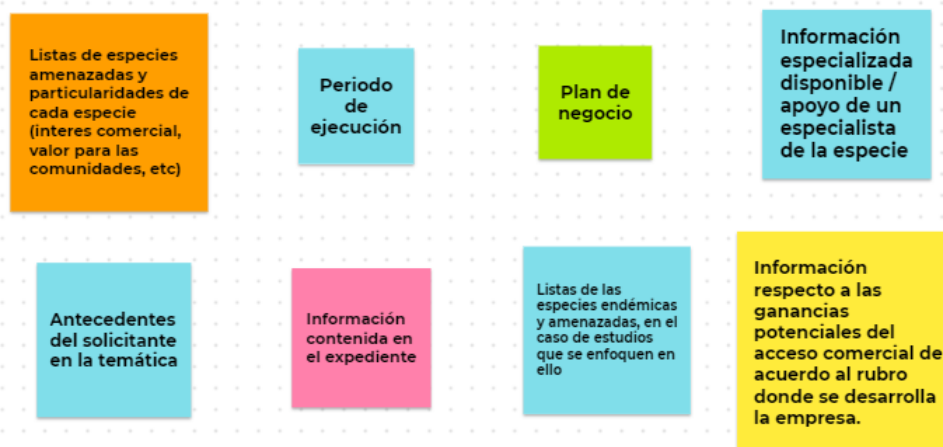 Listas de especies
amenazadas y
particularidades de
cada especie
(interes comercial,
valor para las
comunidades, etc)
Periodo
de
ejecución
Plan de
negocio
Información
especializada
disponible /
apoyo de un
especialista
de la especie
Antecedentes
del solicitante
en la temática
Información
contenida en
el expediente
Listas de las
especies endémicas
y amenazadas, en el
caso de estudios
que se enfoquen en
ello
Información
respecto a las
ganancias
potenciales del
acceso comercial de
acuerdo al rubro
donde se desarrolla
la empresa.